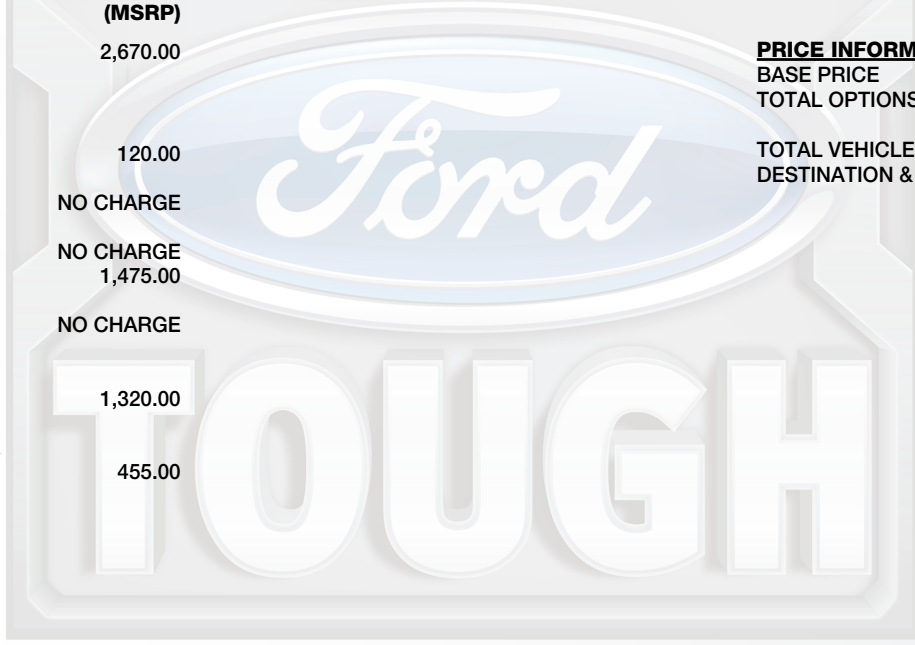 (MSRP)
2,670.00
120.00
NO CHARGE
NO CHARGE
1,475.00
NO CHARGE
1,320.00
455.00
PRICE INFORM
BASE PRICE
TOTAL OPTIONS
TOTAL VEHICLE
DESTINATION &
Ford
TOUGH